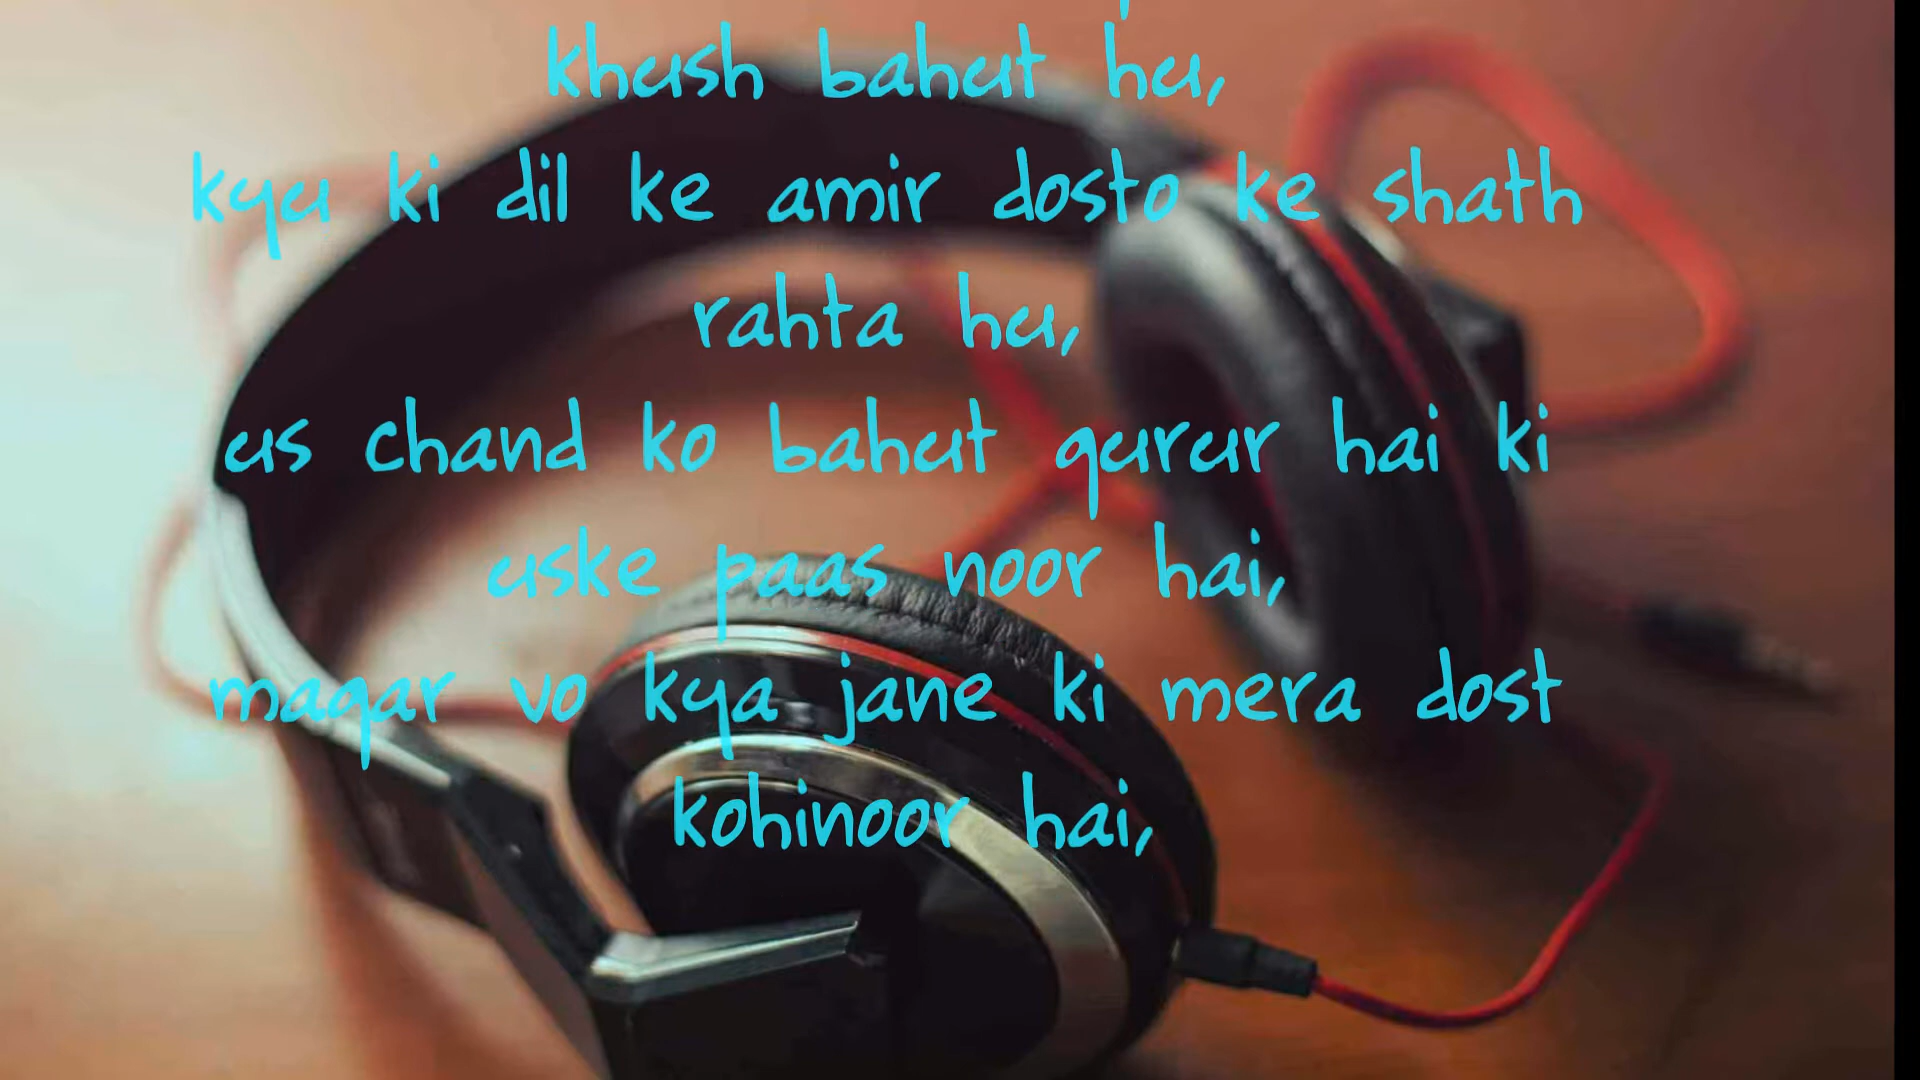 khush bahut hu,
kyu ki dil ke amir dosto ke shath
rahta hu,
us chand ko bahut gurur hai ki
uske paas noor hai,
magar vo kya jane ki mera dost
kohinoor hai,